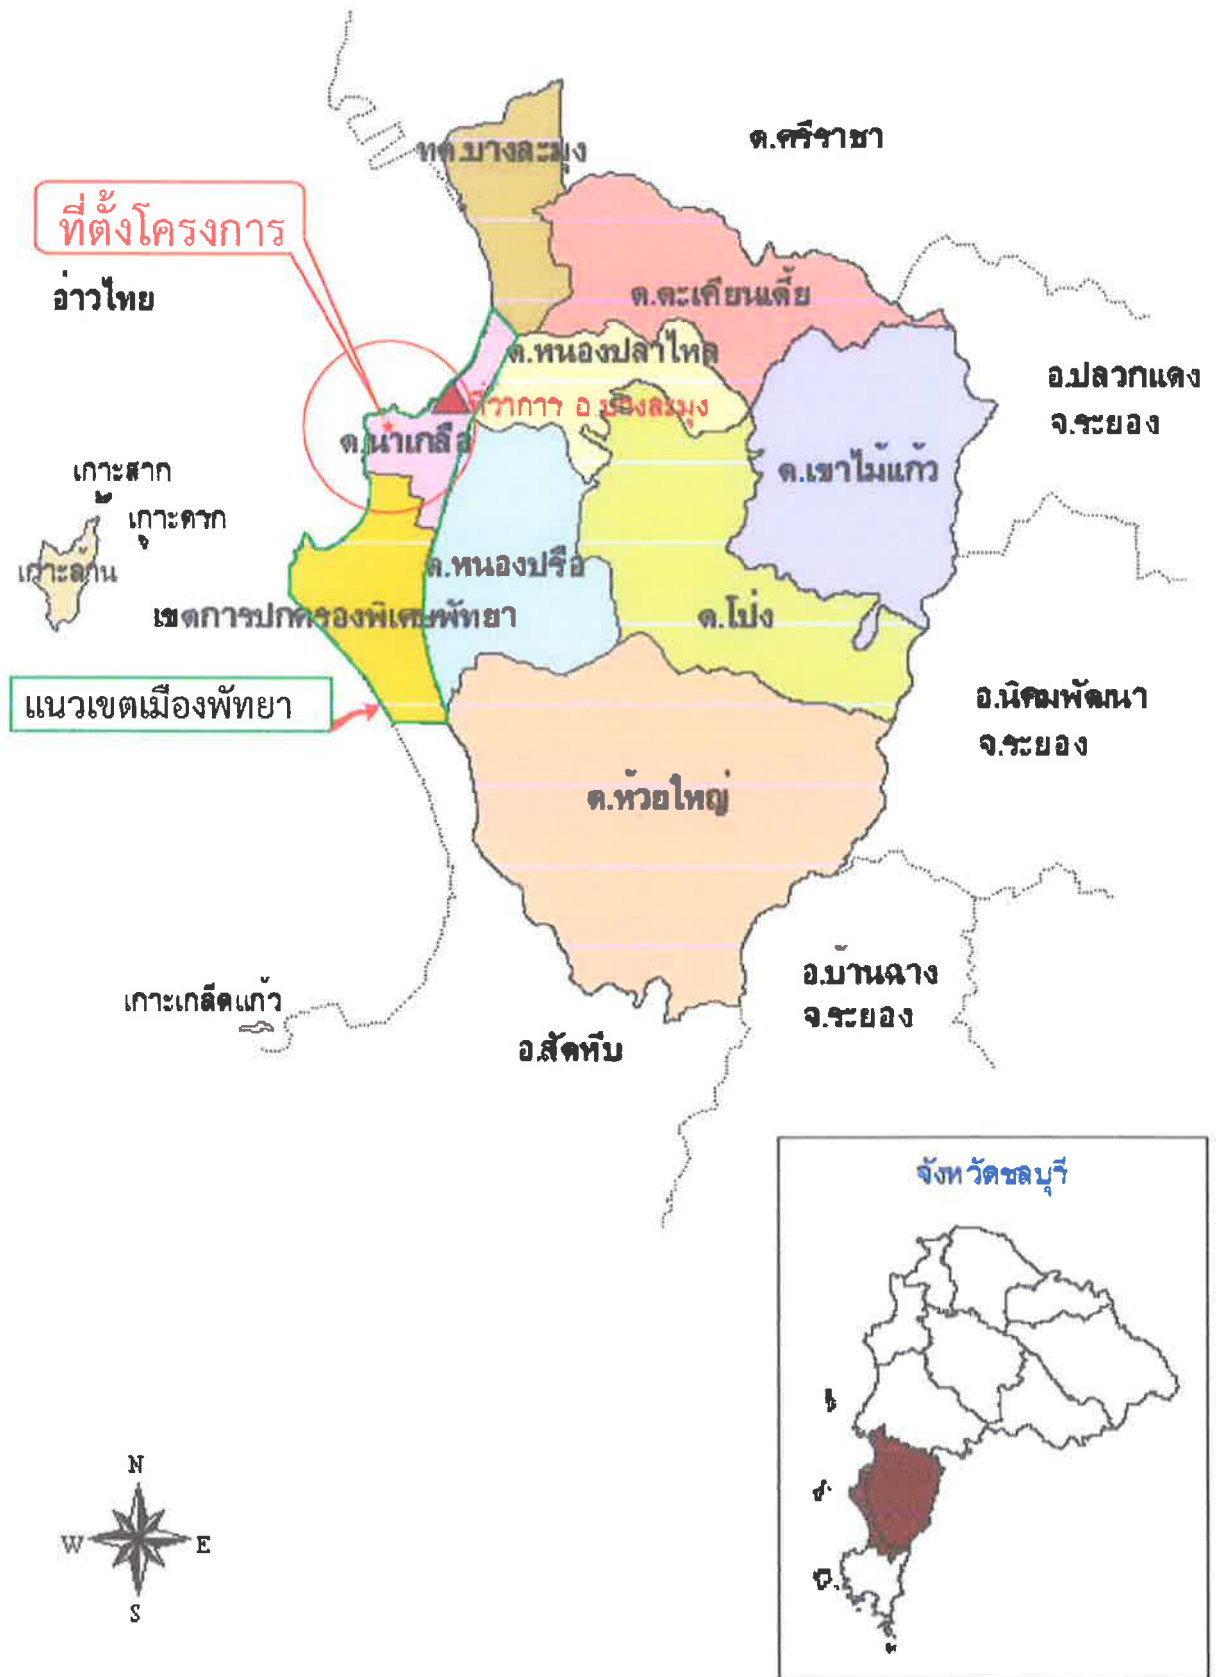 ต.ศรีราชา
ทต.บางละมุง
ที่ตั้งโครงการ
อ่าวไทย
ต.ตะเคียนเตี้ย
ต.หนองปลาไหล
อ.ปลวกแดง
จ.ระยอง
ที่ว่าการ อ บางละมุง
ต.นาเกลือ
ต.เขาไม้แก้ว
เกาะสาก
เกาะครก
เกาะล้าน
ต.หนองปรือ
เขตการปกครองพิเศษพัทยา
ต.โป่ง
แนวเขตเมืองพัทยา
อ.นิคมพัฒนา
จ.ระยอง
ต.ห้วยใหญ่
อ.บ้านฉาง
จ.ระยอง
เกาะเกล็ดแก้ว
อ.สัตหีบ
จังหวัดชลบุรี
N
W
E
S